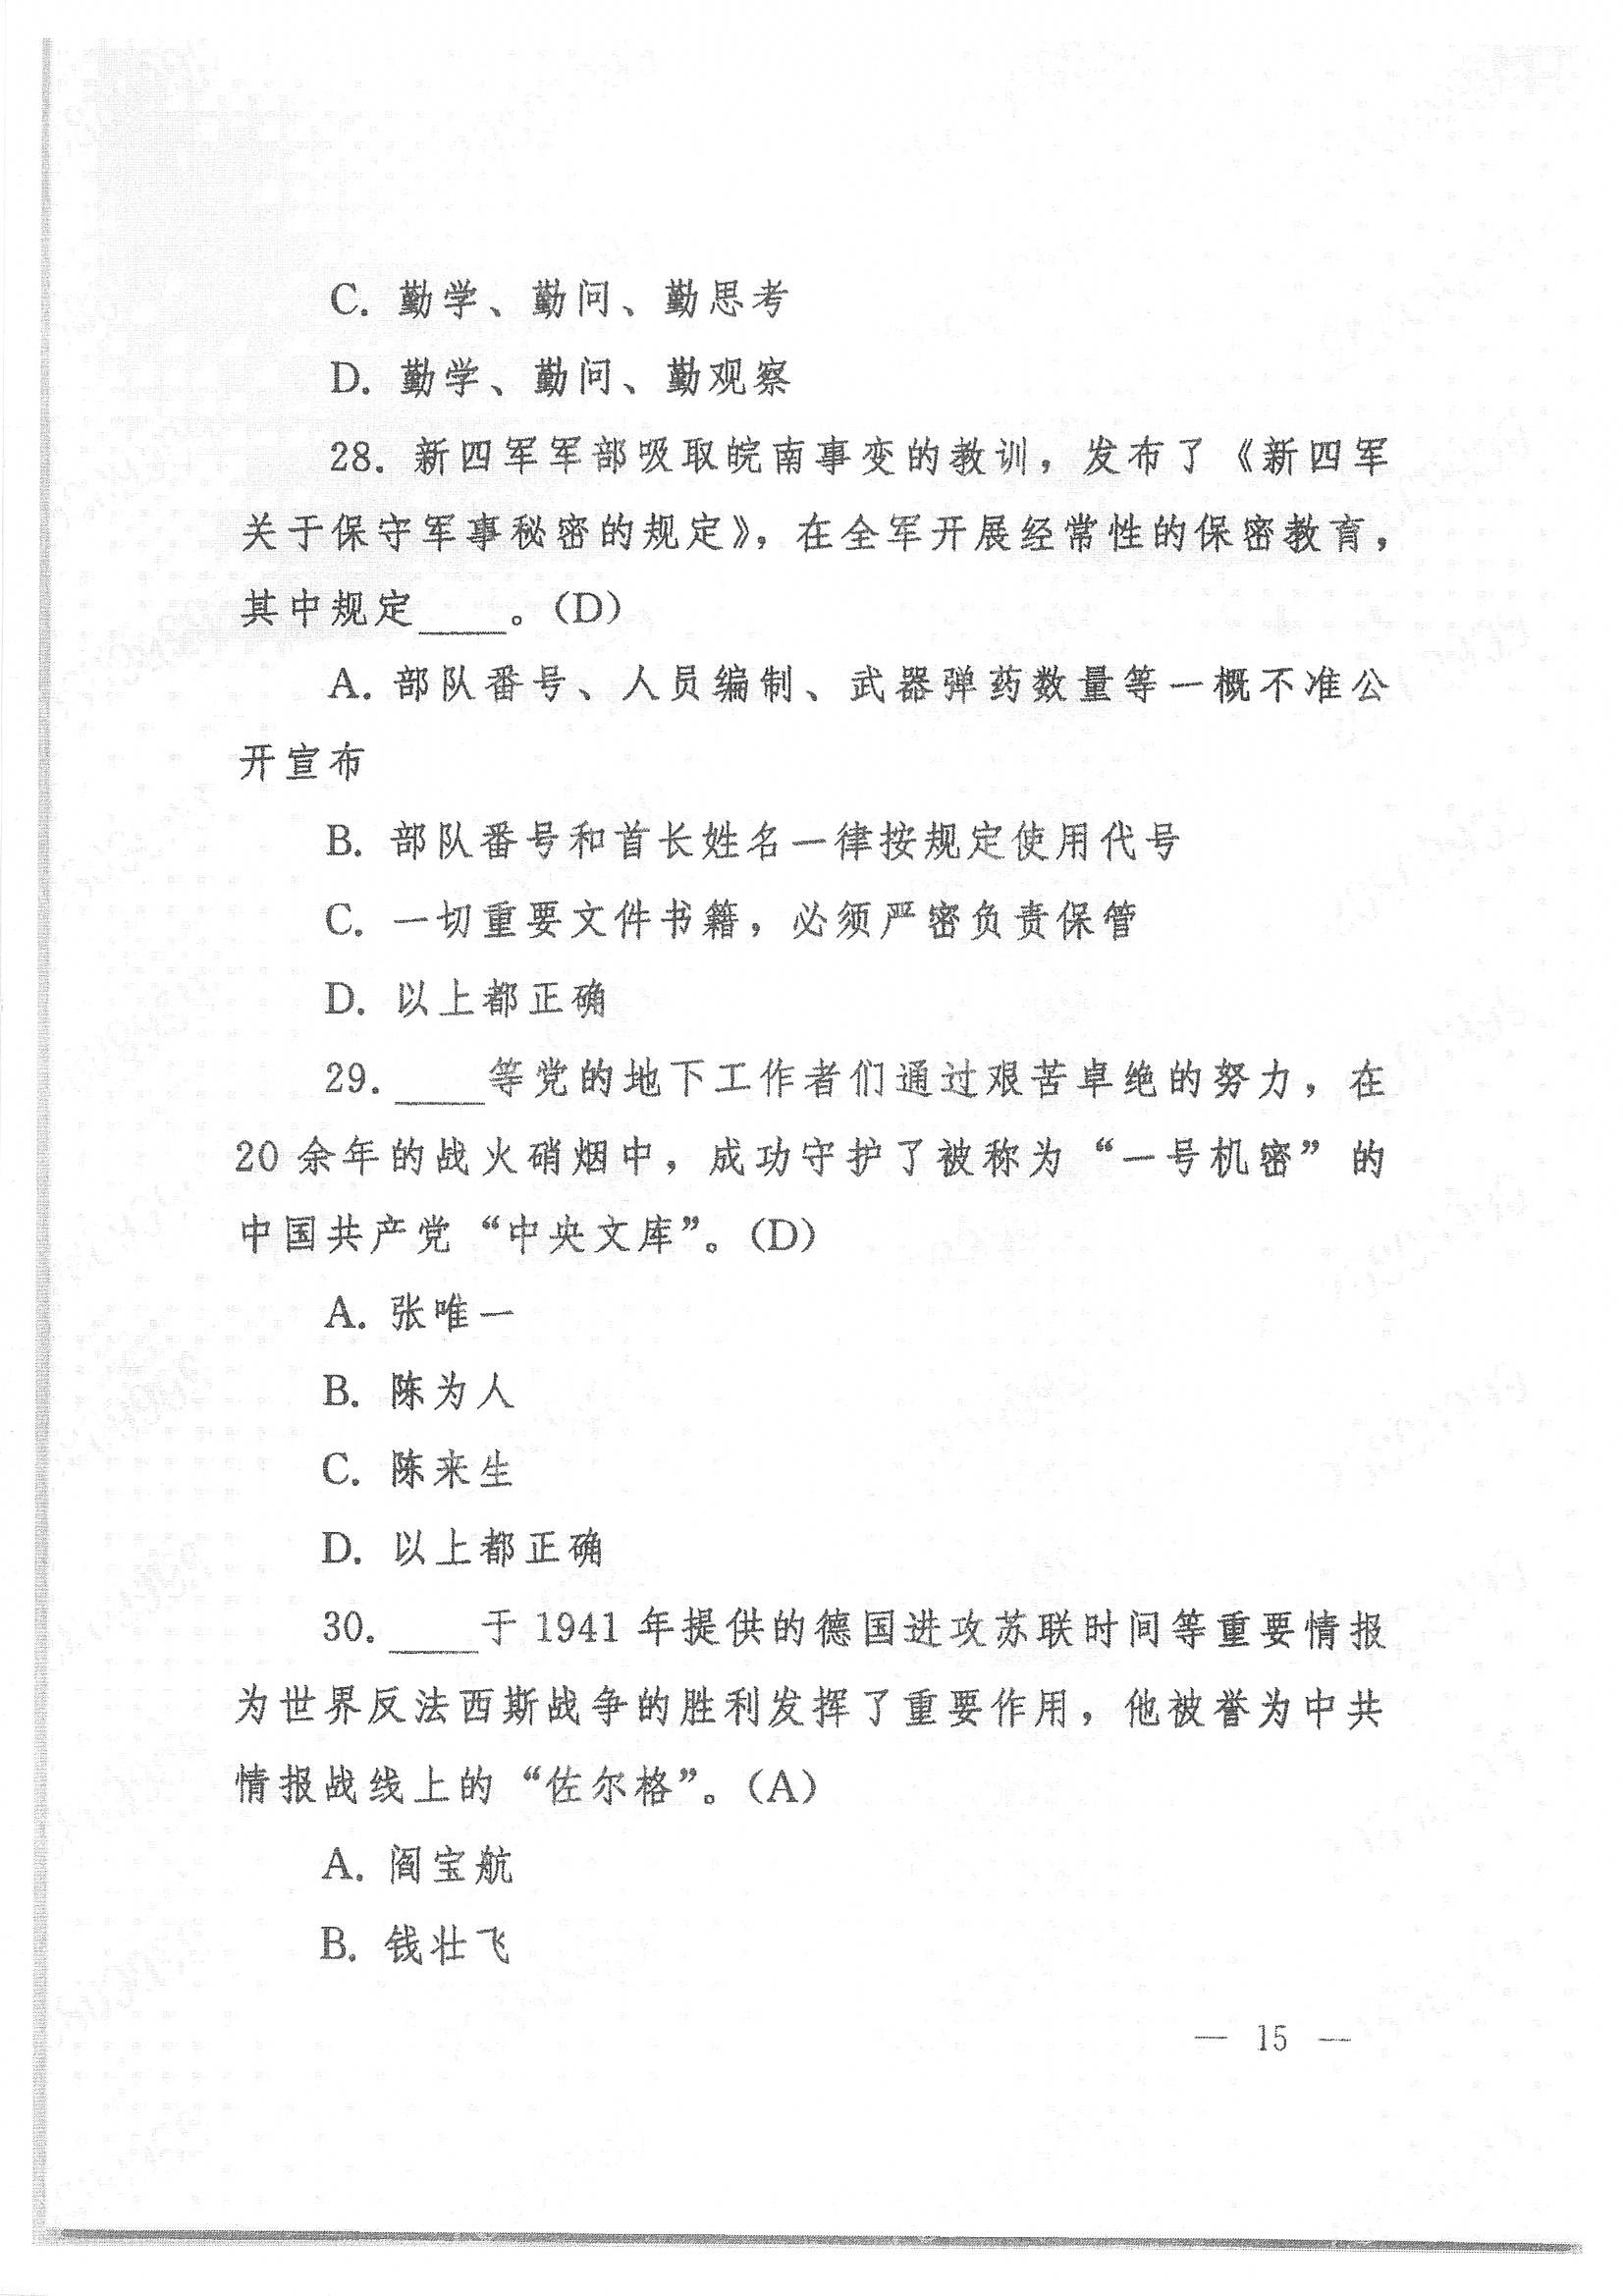 C. 勤学、勤问、勤思考
D. 勤学、勤问、勤观察
28. 新四军军部吸取皖南事变的教训，发布了《新四军
关于保守军事秘密的规定》，在全军开展经常性的保密教育，
其中规定____。（D）
A. 部队番号、人员编制、武器弹药数量等一概不准公
开宣布
B. 部队番号和首长姓名一律按规定使用代号
C. 一切重要文件书籍，必须严密负责保管
D. 以上都正确
29. ____等党的地下工作者们通过艰苦卓绝的努力，在
20 余年的战火硝烟中，成功守护了被称为“一号机密”的
中国共产党“中央文库”。（D）
A. 张唯一
B. 陈为人
C. 陈来生
D. 以上都正确
30. ____于 1941 年提供的德国进攻苏联时间等重要情报
为世界反法西斯战争的胜利发挥了重要作用，他被誉为中共
情报战线上的“佐尔格”。（A）
A. 阎宝航
B. 钱壮飞
— 15 —